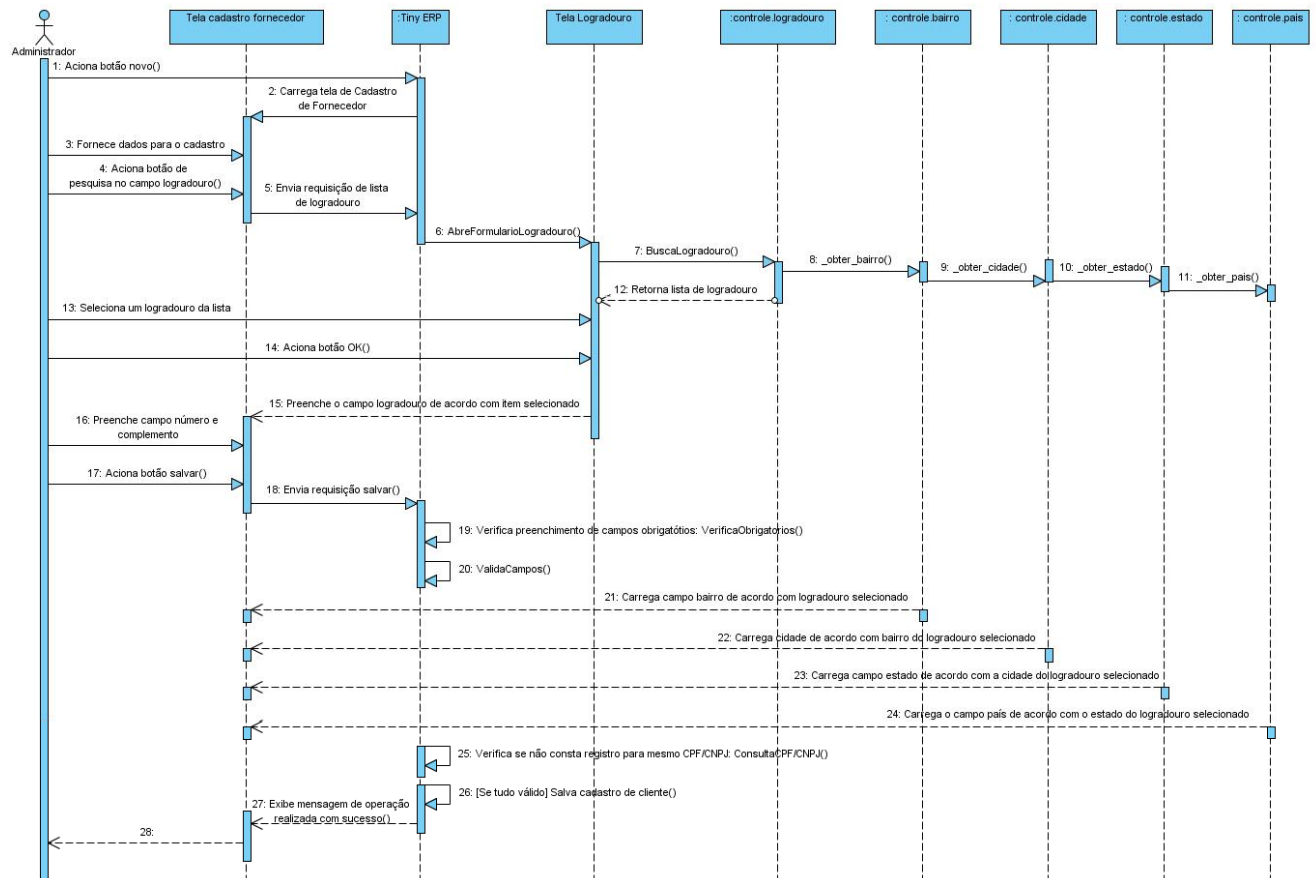 Tela cadastro fornecedor
:Tiny ERP
Tela Logradouro
:controle.logradouro
: controle.bairro
: controle.cidade
: controle.estado
: controle.pais
Administrador
1: Aciona botão novo()
2: Carrega tela de Cadastro
de Fornecedor
3: Fornece dados para o cadastro
4: Aciona botão de
pesquisa no campo logradouro()
5: Envia requisição de lista
de logradouro
6: AbreFormularioLogradouro()
7: BuscaLogradouro()
8: _obter_bairro()
9: _obter_cidade()
10: _obter_estado()
11: _obter_pais()
12: Retorna lista de logradouro
13: Seleciona um logradouro da lista
14: Aciona botão OK()
15: Preenche o campo logradouro de acordo com item selecionado
16: Preenche campo número e
complemento
17: Aciona botão salvar()
18: Envia requisição salvar()
19: Verifica preenchimento de campos obrigatótios: VerificaObrigatorios()
20: ValidaCampos()
21: Carrega campo bairro de acordo com logradouro selecionado
22: Carrega cidade de acordo com bairro do logradouro selecionado
23: Carrega campo estado de acordo com a cidade do logradouro selecionado
24: Carrega o campo país de acordo com o estado do logradouro selecionado
25: Verifica se não consta registro para mesmo CPF/CNPJ: ConsultaCPF/CNPJ()
26: [Se tudo válido] Salva cadastro de cliente()
27: Exibe mensagem de operação
realizada com sucesso()
28: